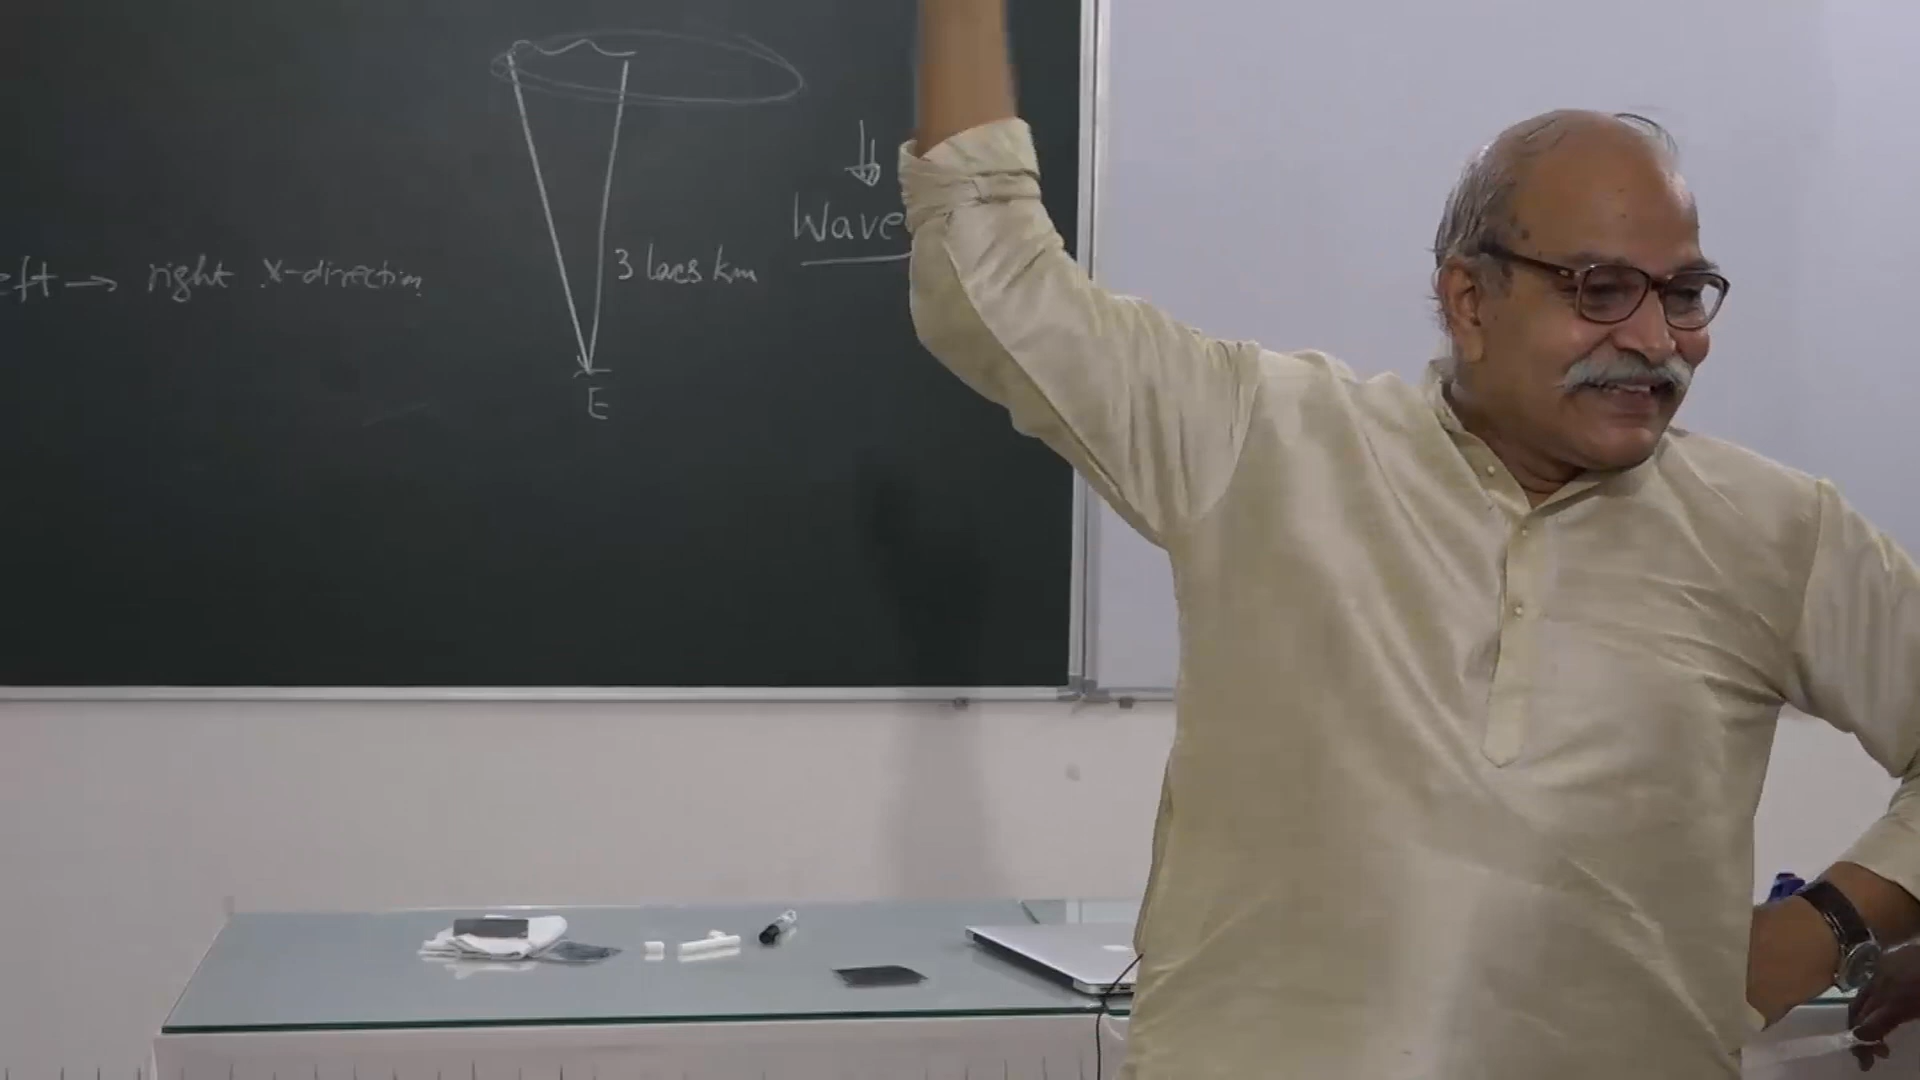 Wave
eft → right x-direction
3 lacs km
E